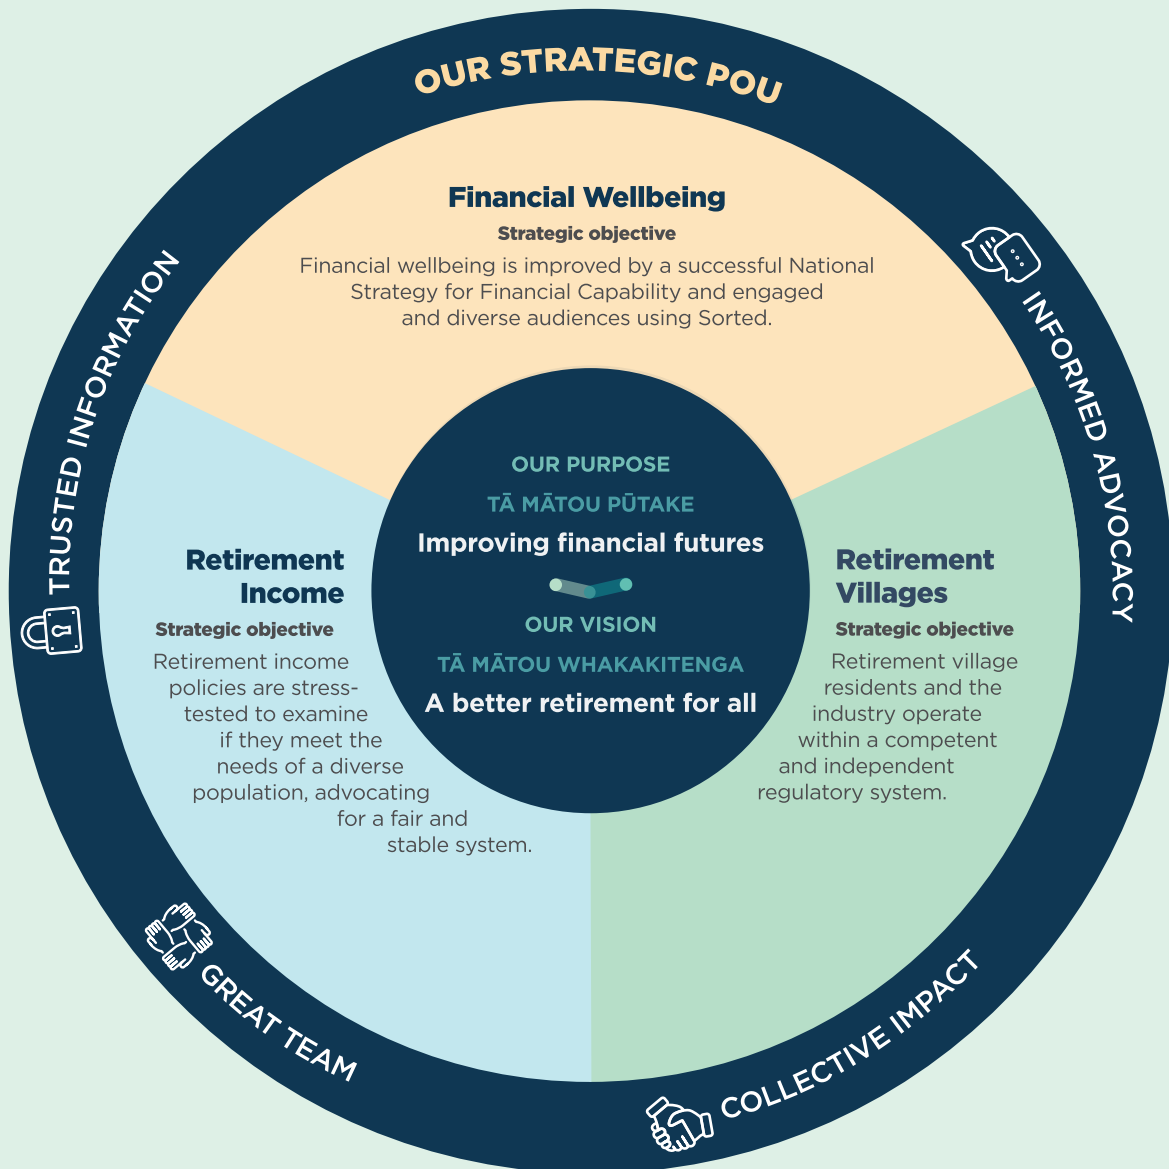 OUR STRATEGIC POU
Financial Wellbeing
Strategic objective
Financial wellbeing is improved by a successful National
Strategy for Financial Capability and engaged
and diverse audiences using Sorted.
TRUSTED INFORMATION
INFORMED ADVOCACY
OUR PURPOSE
TĀ MĀTOU PŪTAKE
Improving financial futures
OUR VISION
TĀ MĀTOU WHAKAKITENGA
A better retirement for all
Retirement
Income
Strategic objective
Retirement income
policies are stress-
tested to examine
if they meet the
needs of a diverse
population, advocating
for a fair and
stable system.
Retirement
Villages
Strategic objective
Retirement village
residents and the
industry operate
within a competent
and independent
regulatory system.
GREAT TEAM
COLLECTIVE IMPACT